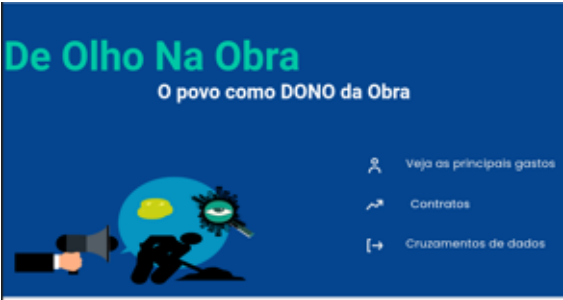 De Olho Na Obra
O povo como DONO da Obra
Veja as principais gastos
Contratos
Cruzamentos de dados